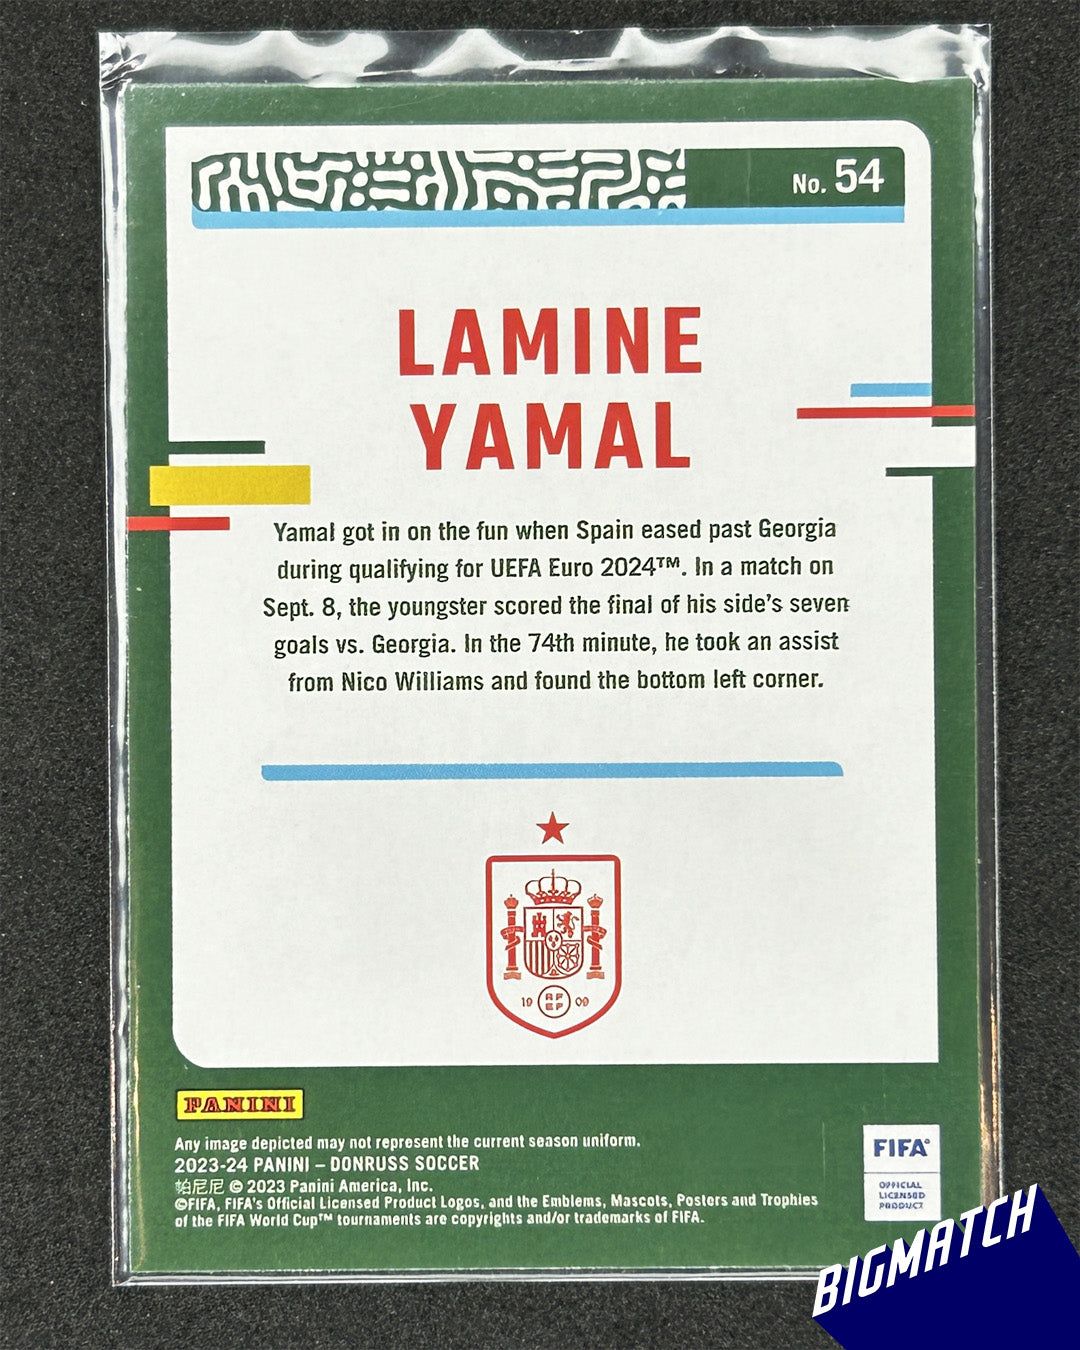 No. 54
LAMINE
YAMAL
Yamal got in on the fun when Spain eased past Georgia
during qualifying for UEFA Euro 2024™. In a match on
Sept. 8, the youngster scored the final of his side's seven
goals vs. Georgia. In the 74th minute, he took an assist
from Nico Williams and found the bottom left corner.
19 09
PANINI
Any image depicted may not represent the current season uniform.
2023-24 PANINI – DONRUSS SOCCER
帕尼尼 © 2023 Panini America, Inc.
©FIFA, FIFA's Official Licensed Product Logos, and the Emblems, Mascots, Posters and Trophies
of the FIFA World Cup™ tournaments are copyrights and/or trademarks of FIFA.
FIFA®
OFFICIAL
LICENSED
PRODUCT
BIGMATCH